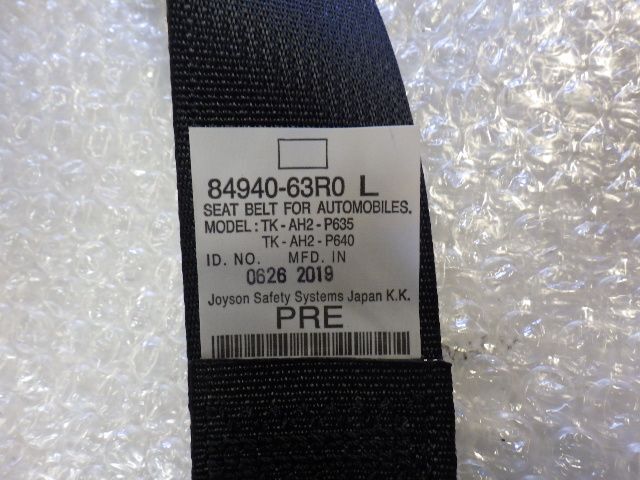 84940-63R0 L
SEAT BELT FOR AUTOMOBILES.
MODEL: TK-AH2-P635
TK-AH2-P640
ID. NO. MFD. IN
0626 2019
Joyson Safety Systems Japan K.K.
PRE